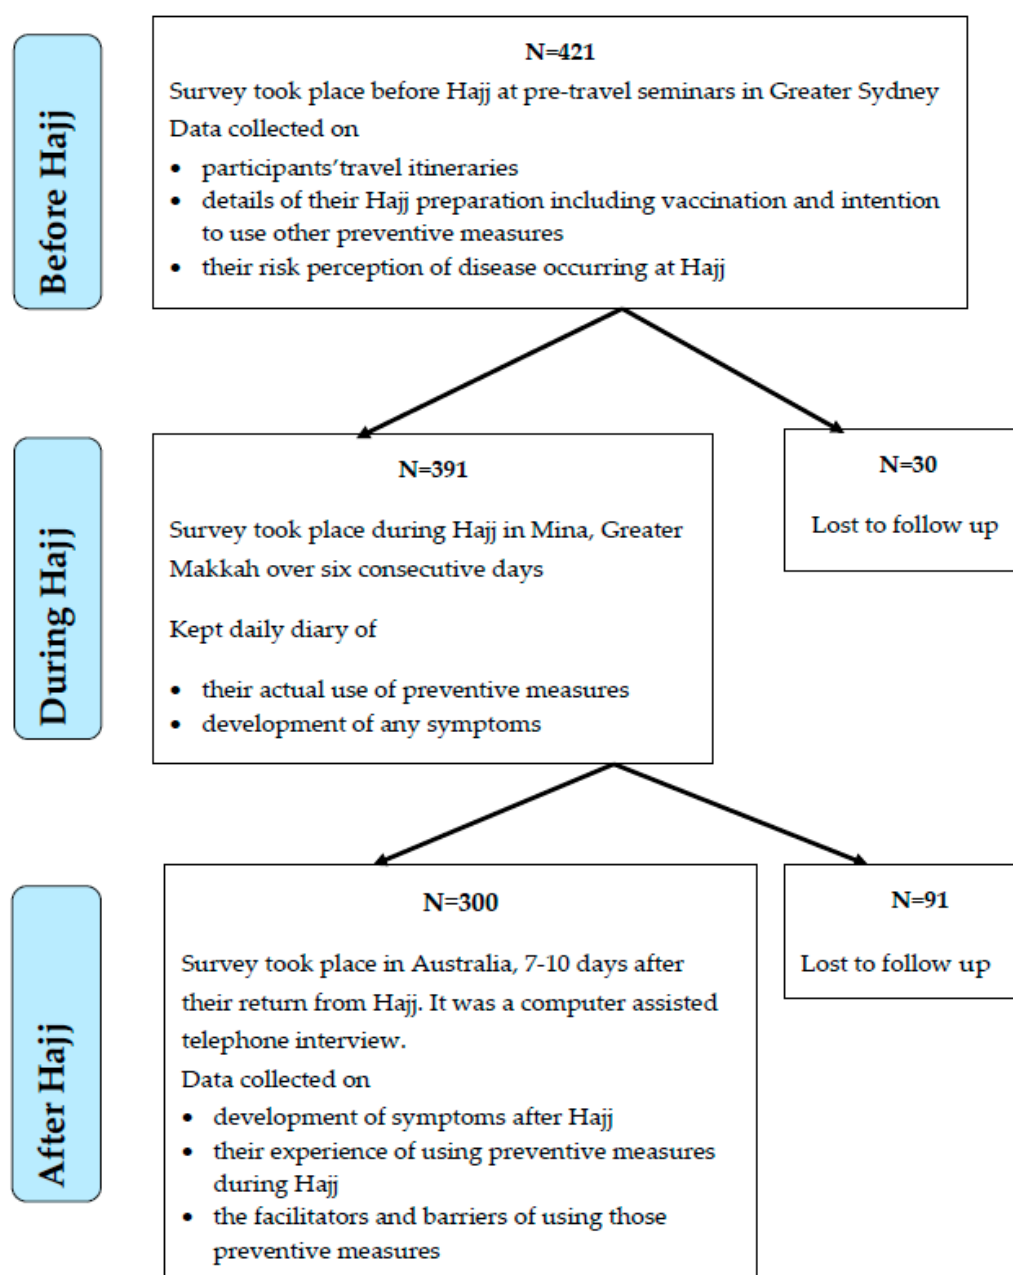 Before Hajj
N=421
Survey took place before Hajj at pre-travel seminars in Greater Sydney
Data collected on
• participants'travel itineraries
• details of their Hajj preparation including vaccination and intention
to use other preventive measures
• their risk perception of disease occurring at Hajj
During Hajj
N=391
Survey took place during Hajj in Mina, Greater
Makkah over six consecutive days
Kept daily diary of
• their actual use of preventive measures
• development of any symptoms
N=30
Lost to follow up
After Hajj
N=300
Survey took place in Australia, 7-10 days after
their return from Hajj. It was a computer assisted
telephone interview.
Data collected on
• development of symptoms after Hajj
• their experience of using preventive measures
during Hajj
• the facilitators and barriers of using those
preventive measures
N=91
Lost to follow up